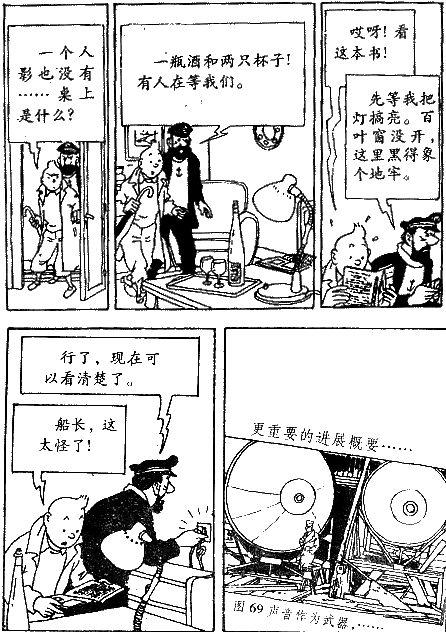 一个人
影也没有
……桌上
是什么?
一瓶酒和两只杯子!
有人在等我们。
哎呀!看
这本书!
先等我把
灯搞亮。百
叶窗没开,
这里黑得象
个地牢。
行了,现在可
以看清楚了。
船长,这
太怪了!
更重要的进展概要……
图69 声音作为武器,……